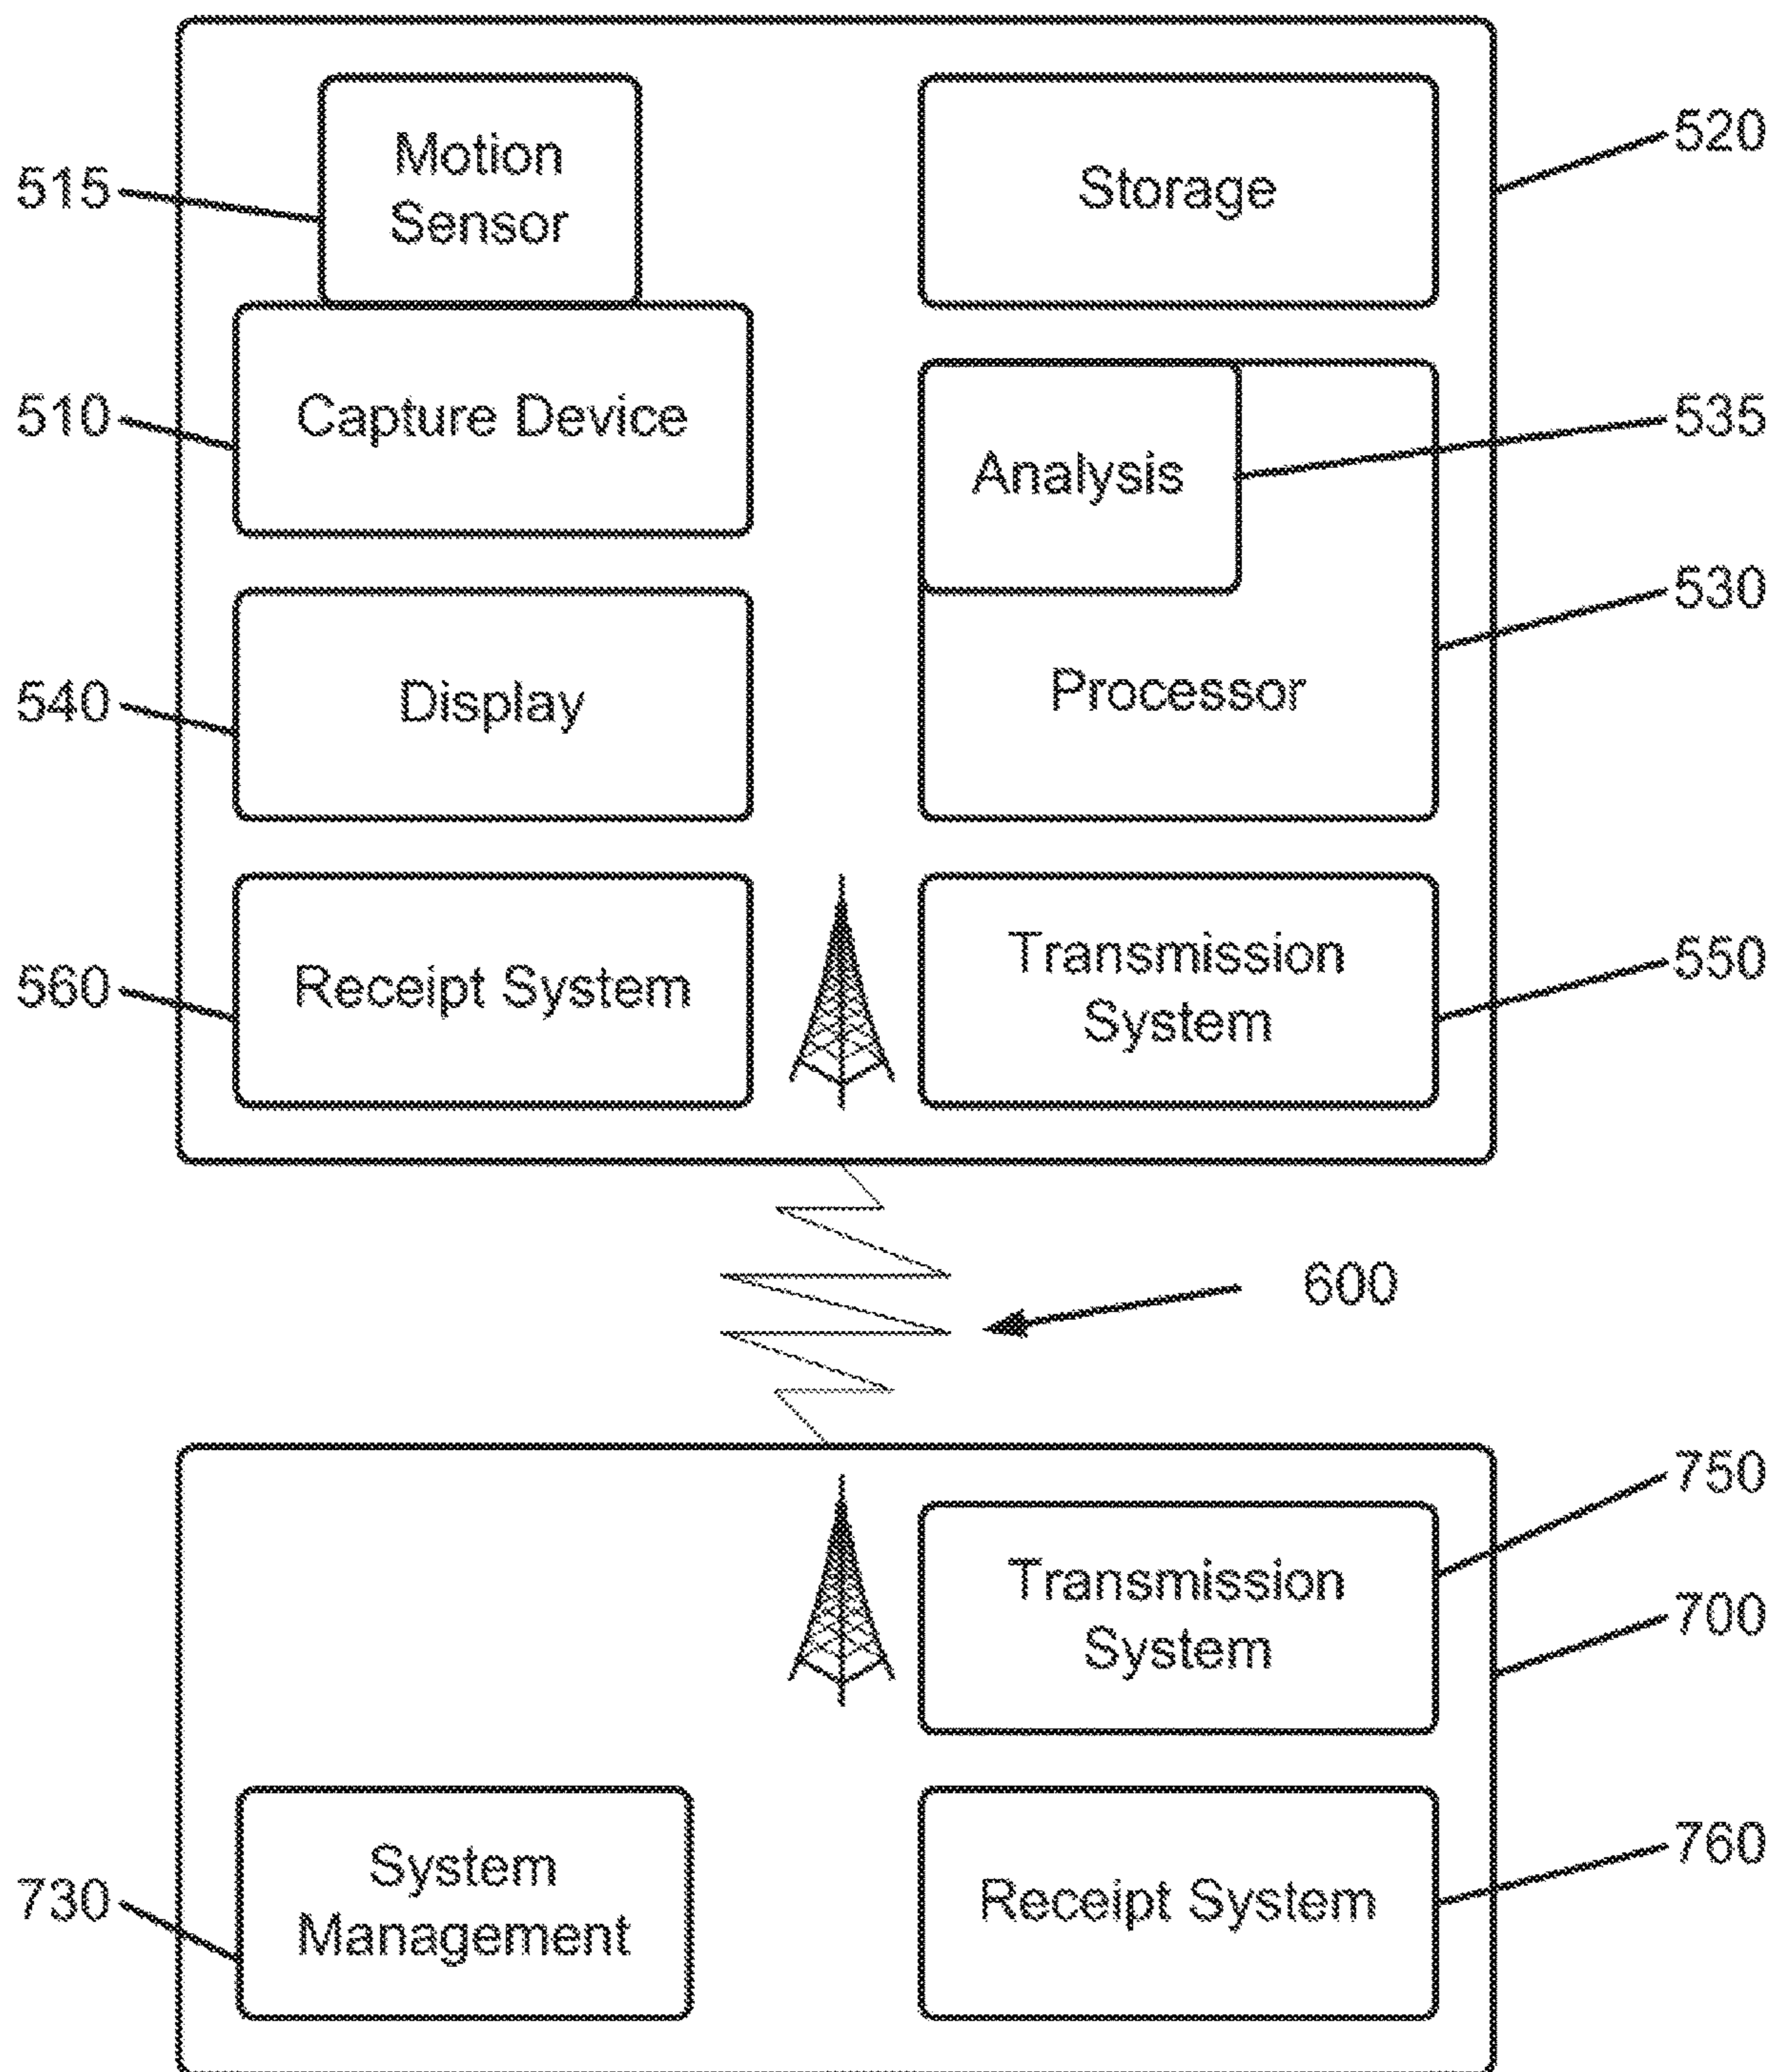 Motion
Sensor
Storage
520
515
Capture Device
510
Analysis
535
Processor
530
Display
540
Receipt System
560
Transmission
System
550
600
Transmission
System
750
700
System
Management
730
Receipt System
760